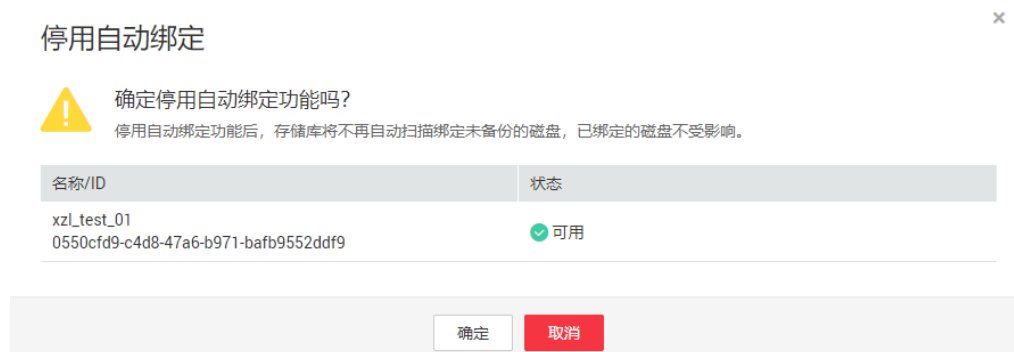 停用自动绑定
确定停用自动绑定功能吗?
停用自动绑定功能后，存储库将不再自动扫描绑定未备份的磁盘，已绑定的磁盘不受影响。
名称/ID 状态
xzl_test_01
0550cfd9-c4d8-47a6-b971-bafb9552ddf9
可用
确定 取消